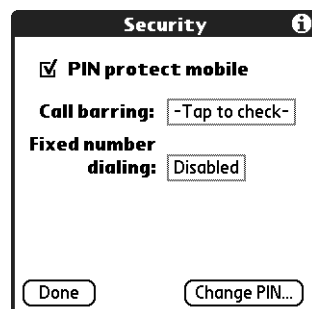 Security
PIN protect mobile
Call barring: -Tap to check-
Fixed number
dialing: Disabled
Done Change PIN...